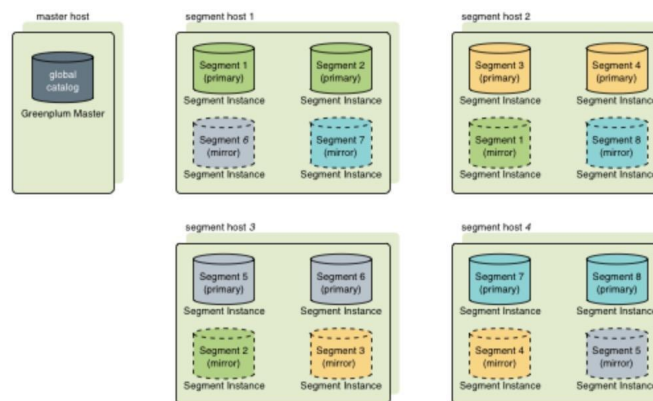 master host
global
catalog
Greenplum Master
segment host 1
Segment 1
(primary)
Segment Instance
Segment 2
(primary)
Segment Instance
Segment 6
(mirror)
Segment Instance
Segment 7
(mirror)
Segment Instance
segment host 2
Segment 3
(primary)
Segment Instance
Segment 4
(primary)
Segment Instance
Segment 1
(mirror)
Segment Instance
Segment 8
(mirror)
Segment Instance
segment host 3
Segment 5
(primary)
Segment Instance
Segment 6
(primary)
Segment Instance
Segment 2
(mirror)
Segment Instance
Segment 3
(mirror)
Segment Instance
segment host 4
Segment 7
(primary)
Segment Instance
Segment 8
(primary)
Segment Instance
Segment 4
(mirror)
Segment Instance
Segment 5
(mirror)
Segment Instance